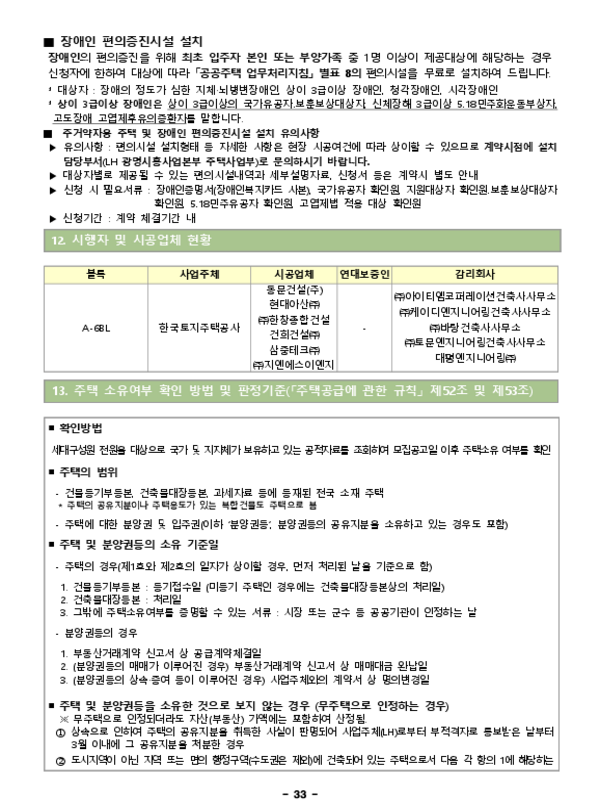 ■ 장애인 편의증진시설 설치
장애인의 편의증진을 위해 최초 입주자 본인 또는 부양가족 중 1명 이상이 제공대상에 해당하는 경우
신청자에 한하여 대상에 따라 「공공주택 업무처리지침」 별표 8의 편의시설을 무료로 설치하여 드립니다.
* 대상자 : 장애의 정도가 심한 지체·뇌병변장애인, 상이 3급이상 장애인, 청각장애인, 시각장애인
* 상이 3급이상 장애인은 상이 3급이상의 국가유공자·보훈보상대상자, 신체장해 3급이상 5.18민주화운동부상자,
고도장애 고엽제후유의증환자를 말합니다.
■ 주거약자용 주택 및 장애인 편의증진시설 설치 유의사항
▶ 유의사항 : 편의시설 설치형태 등 자세한 사항은 현장 시공여건에 따라 상이할 수 있으므로 계약시점에 설치
담당부서(LH 광명시흥사업본부 주택사업부)로 문의하시기 바랍니다.
▶ 대상자별로 제공될 수 있는 편의시설내역과 세부설명자료, 신청서 등은 계약시 별도 안내
▶ 신청 시 필요서류 : 장애인증명서(장애인복지카드 사본), 국가유공자 확인원, 지원대상자 확인원·보훈보상대상자
확인원, 5.18민주유공자 확인원, 고엽제법 적용 대상 확인원
▶ 신청기간 : 계약 체결기간 내
12. 시행자 및 시공업체 현황
블록 사업주체 시공업체 연대보증인 감리회사
A-6BL 한국토지주택공사
동문건설(주)
현대아산㈜
㈜한창종합건설
건희건설㈜
삼중테크㈜
㈜지엔에스이엔지
-
㈜아이티엠코퍼레이션건축사사무소
㈜케이디엔지니어링건축사사무소
㈜바탕건축사사무소
㈜토문엔지니어링건축사사무소
대명엔지니어링㈜
13. 주택 소유여부 확인 방법 및 판정기준(「주택공급에 관한 규칙」 제52조 및 제53조)
■ 확인방법
세대구성원 전원을 대상으로 국가 및 지자체가 보유하고 있는 공적자료를 조회하여 모집공고일 이후 주택소유 여부를 확인
■ 주택의 범위
- 건물등기부등본, 건축물대장등본, 과세자료 등에 등재된 전국 소재 주택
* 주택의 공유지분이나 주택용도가 있는 복합건물도 주택으로 봄
- 주택에 대한 분양권 및 입주권(이하 '분양권등', 분양권등의 공유지분을 소유하고 있는 경우도 포함)
■ 주택 및 분양권등의 소유 기준일
- 주택의 경우(제1호와 제2호의 일자가 상이할 경우, 먼저 처리된 날을 기준으로 함)
1. 건물등기부등본 : 등기접수일 (미등기 주택인 경우에는 건축물대장등본상의 처리일)
2. 건축물대장등본 : 처리일
3. 그밖에 주택소유여부를 증명할 수 있는 서류 : 시장 또는 군수 등 공공기관이 인정하는 날
- 분양권등의 경우
1. 부동산거래계약 신고서 상 공급계약체결일
2. (분양권등의 매매가 이루어진 경우) 부동산거래계약 신고서 상 매매대금 완납일
3. (분양권등의 상속·증여 등이 이루어진 경우) 사업주체와의 계약서 상 명의변경일
■ 주택 및 분양권등을 소유한 것으로 보지 않는 경우 (무주택으로 인정하는 경우)
※ 무주택으로 인정되더라도 자산(부동산) 가액에는 포함하여 산정됨.
① 상속으로 인하여 주택의 공유지분을 취득한 사실이 판명되어 사업주체(LH)로부터 부적격자로 통보받은 날부터
3월 이내에 그 공유지분을 처분한 경우
② 도시지역이 아닌 지역 또는 면의 행정구역(수도권은 제외)에 건축되어 있는 주택으로서 다음 각 항의 1에 해당하는
- 33 -